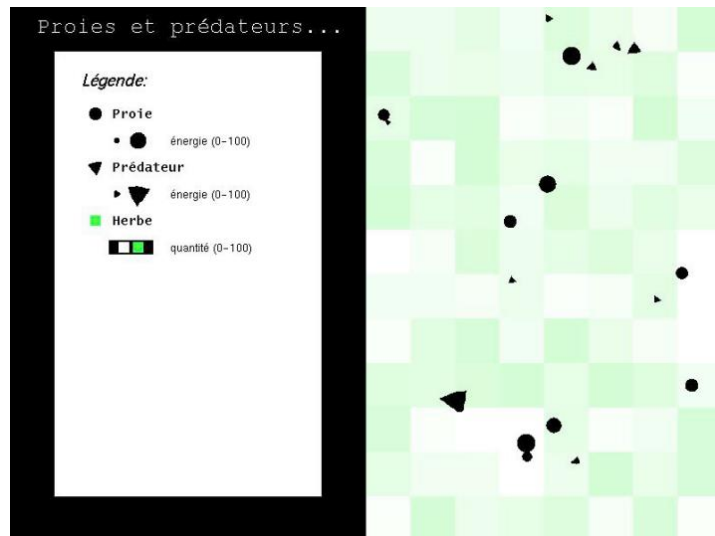 Proies et prédateurs...
Légende:
Proie
énergie (0-100)
Prédateur
énergie (0-100)
Herbe
quantité (0-100)